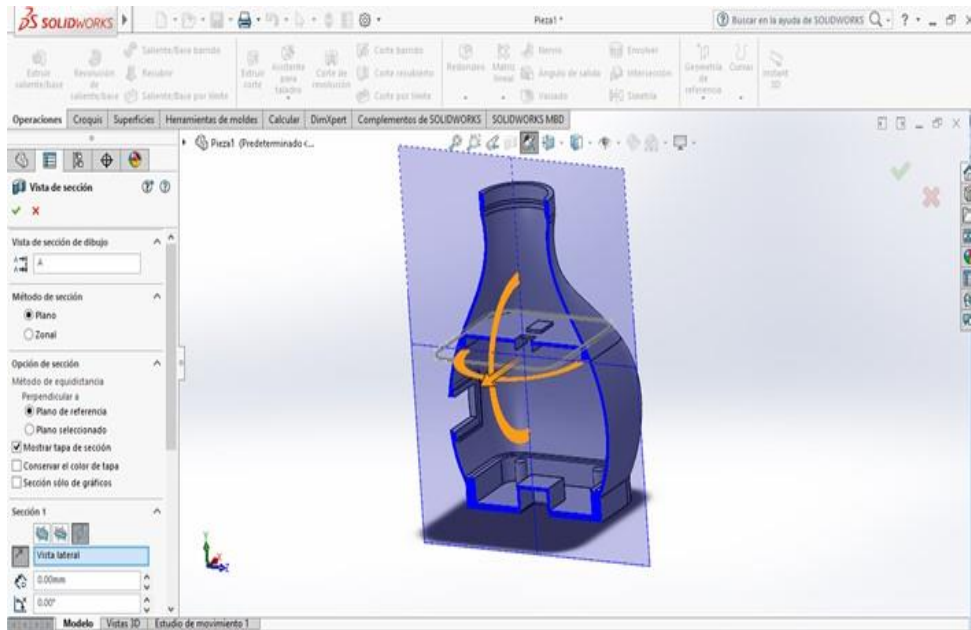 SOLIDWORKS
Pieza1 *
Buscar en la ayuda de SOLIDWORKS
Extruir saliente/base
Revolución de saliente/base
Saliente/Base barrido
Recubrir
Saliente/Base por límite
Extruir corte
Asistente para taladro
Corte de revolución
Corte barrido
Corte recubierto
Corte por límite
Redondeo
Matriz lineal
Nervio
Ángulo de salida
Vaciado
Envolver
Intersección
Simetría
Geometría de referencia
Curvas
Instant 3D
Operaciones Croquis Superficies Herramientas de moldes Calcular DimXpert Complementos de SOLIDWORKS SOLIDWORKS MBD
Pieza1 (Predeterminado<...
Vista de sección
Vista de sección de dibujo
A
Método de sección
Plano
Zonal
Opción de sección
Método de equidistancia
Perpendicular a
Plano de referencia
Plano seleccionado
Mostrar tapa de sección
Conservar el color de tapa
Sección sólo de gráficos
Sección 1
Vista lateral
0.00mm
0.00°
Modelo Vistas 3D Estudio de movimiento 1